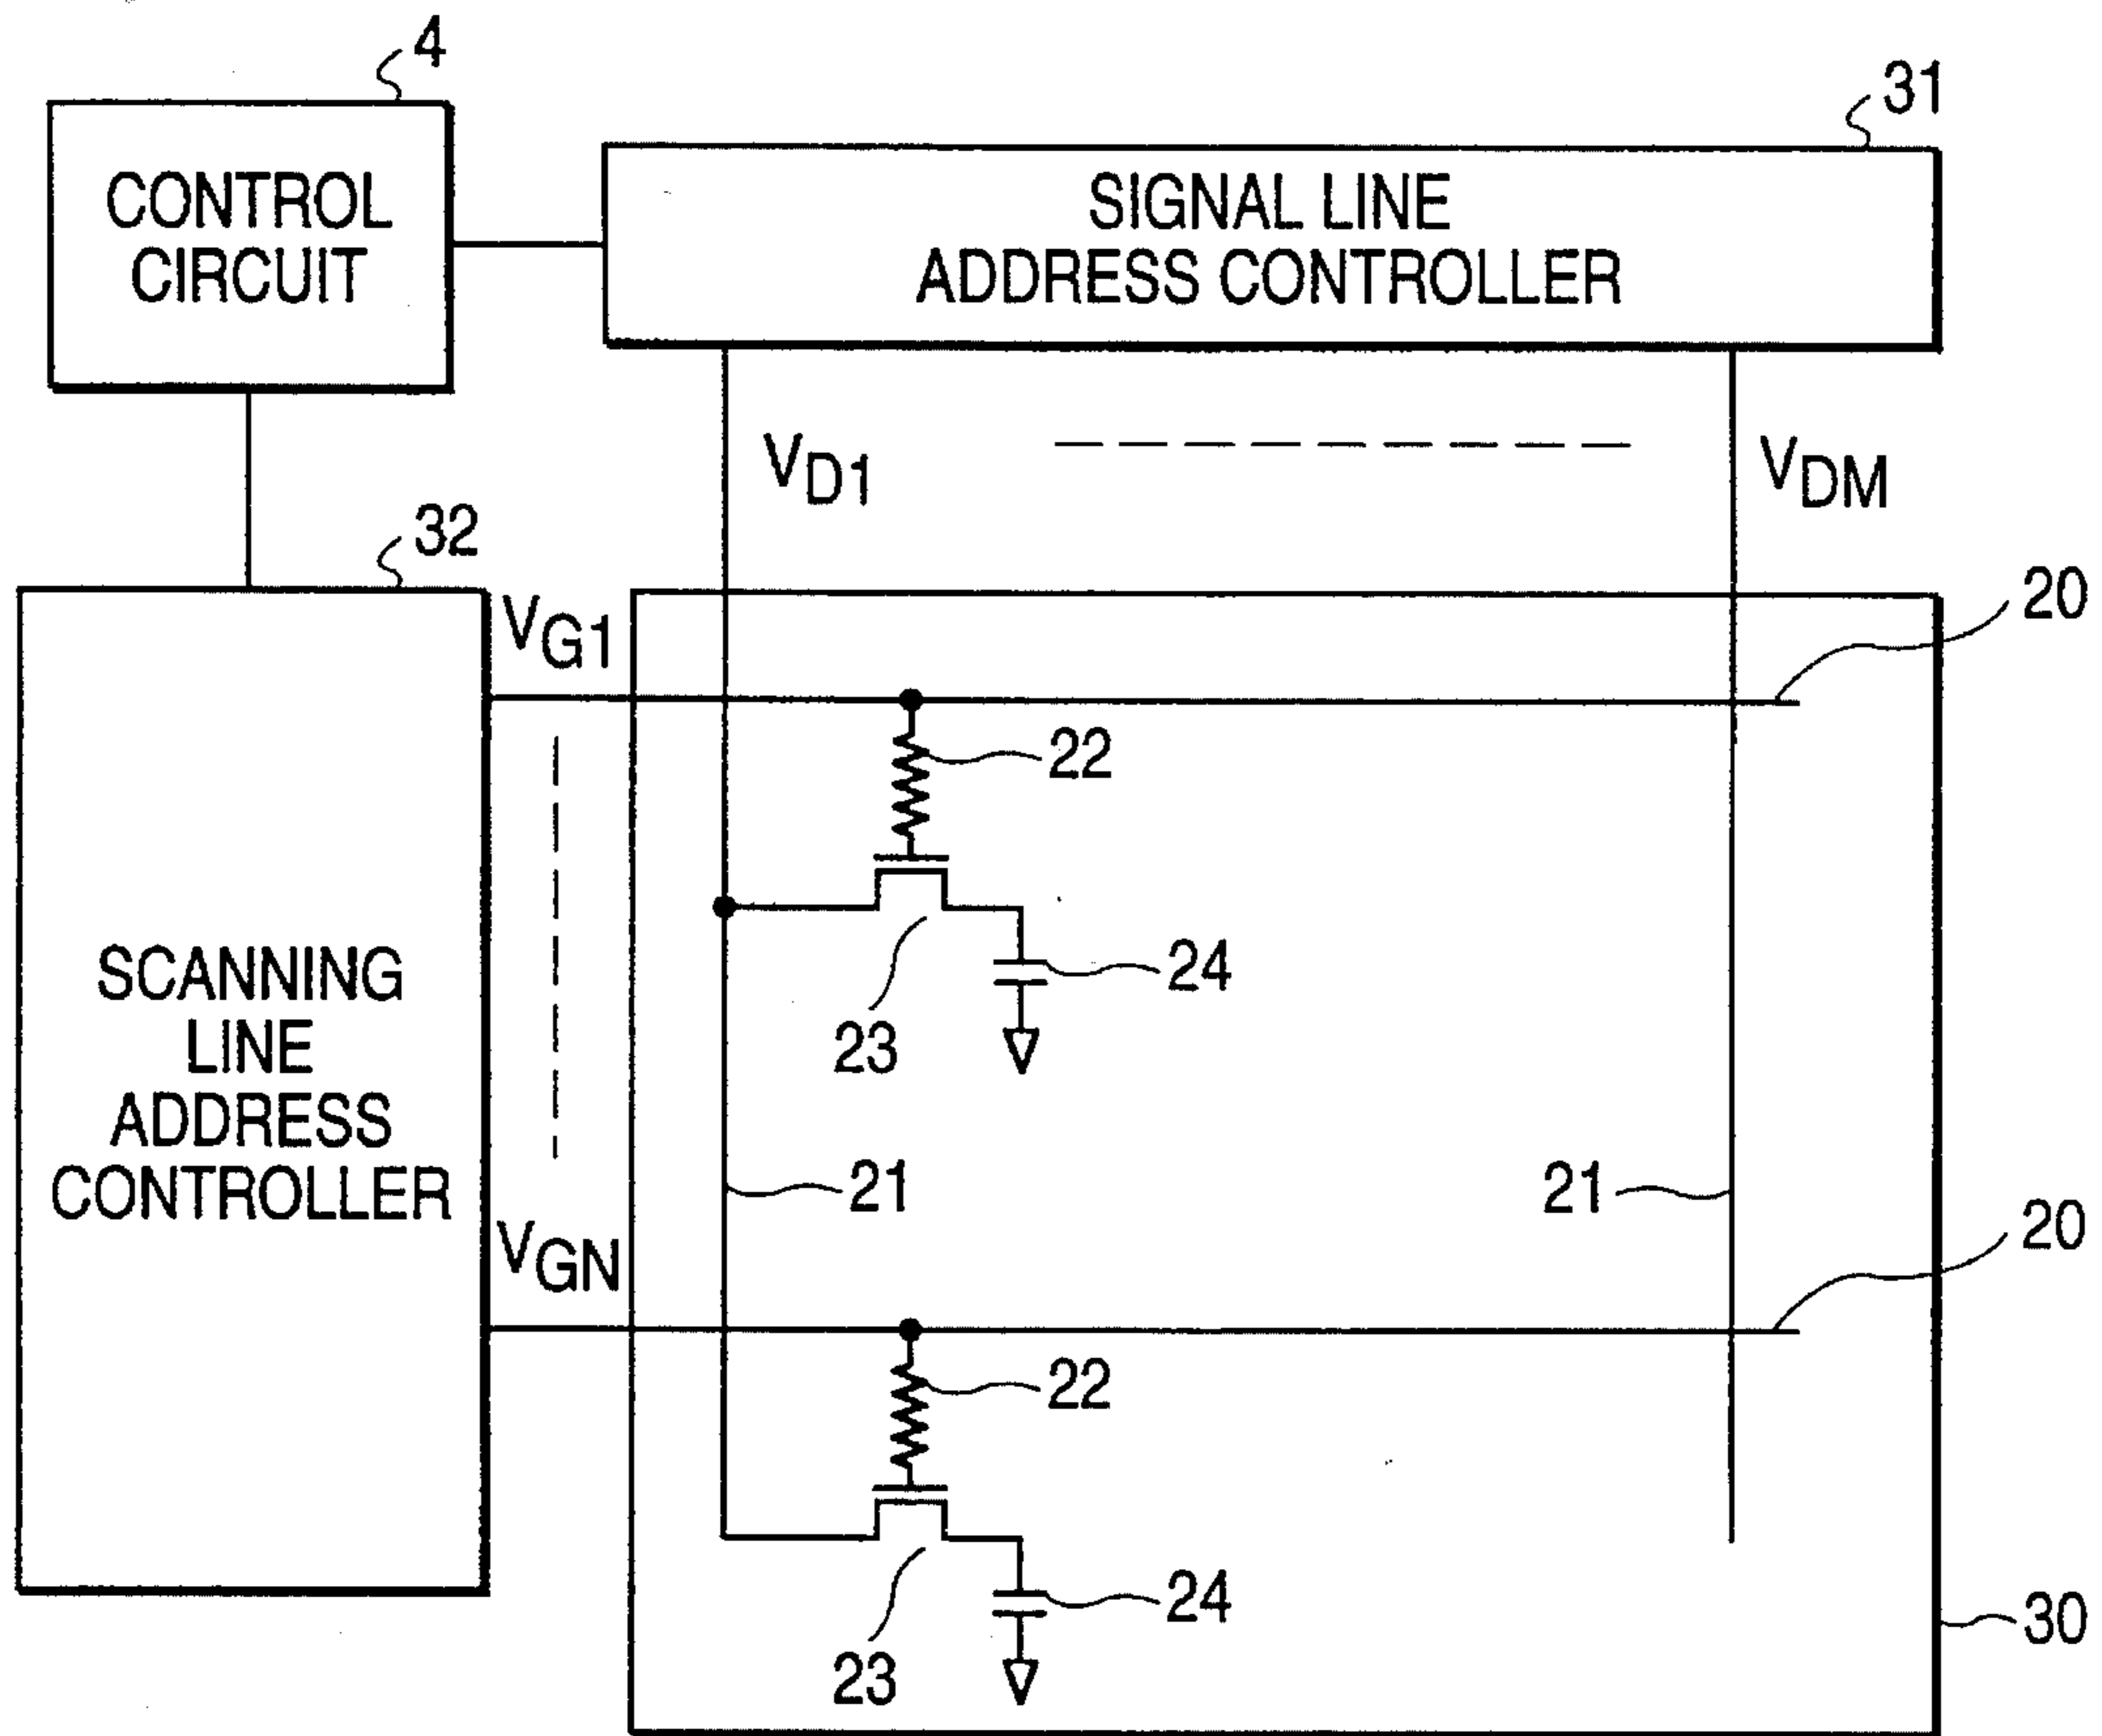 4
CONTROL
CIRCUIT
31
SIGNAL LINE
ADDRESS CONTROLLER
VD1
VDM
32
VG1
20
22
SCANNING
LINE
ADDRESS
CONTROLLER
23
24
21
21
VGN
20
22
23
24
30